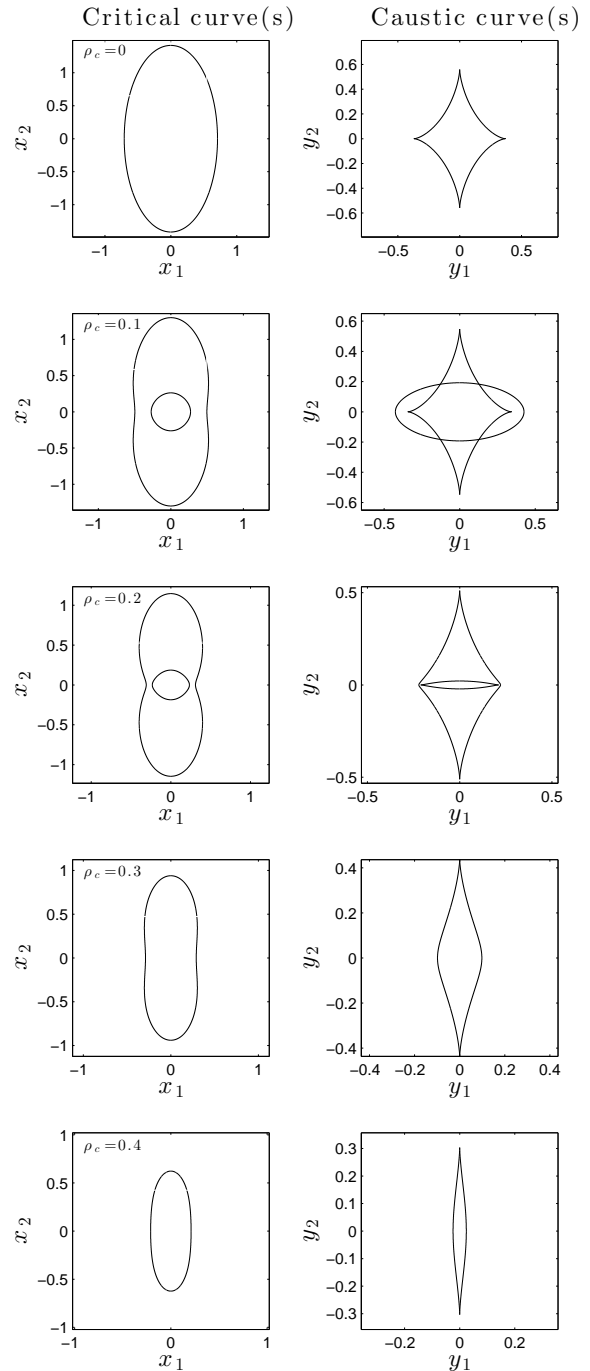 Critical curve(s) Caustic curve(s)
ρc=0
1
0.5
0
−0.5
−1
x2
−1 0 1
x1
0.6
0.4
0.2
0
−0.2
−0.4
−0.6
y2
−0.5 0 0.5
y1
ρc=0.1
1
0.5
0
−0.5
−1
x2
−1 0 1
x1
0.6
0.4
0.2
0
−0.2
−0.4
−0.6
y2
−0.5 0 0.5
y1
ρc=0.2
1
0.5
0
−0.5
−1
x2
−1 0 1
x1
0.5
0
−0.5
y2
−0.5 0 0.5
y1
ρc=0.3
1
0.5
0
−0.5
−1
x2
−1 0 1
x1
0.4
0.2
0
−0.2
−0.4
y2
−0.4 −0.2 0 0.2 0.4
y1
ρc=0.4
1
0.5
0
−0.5
−1
x2
−1 0 1
x1
0.3
0.2
0.1
0
−0.1
−0.2
−0.3
y2
−0.2 0 0.2
y1